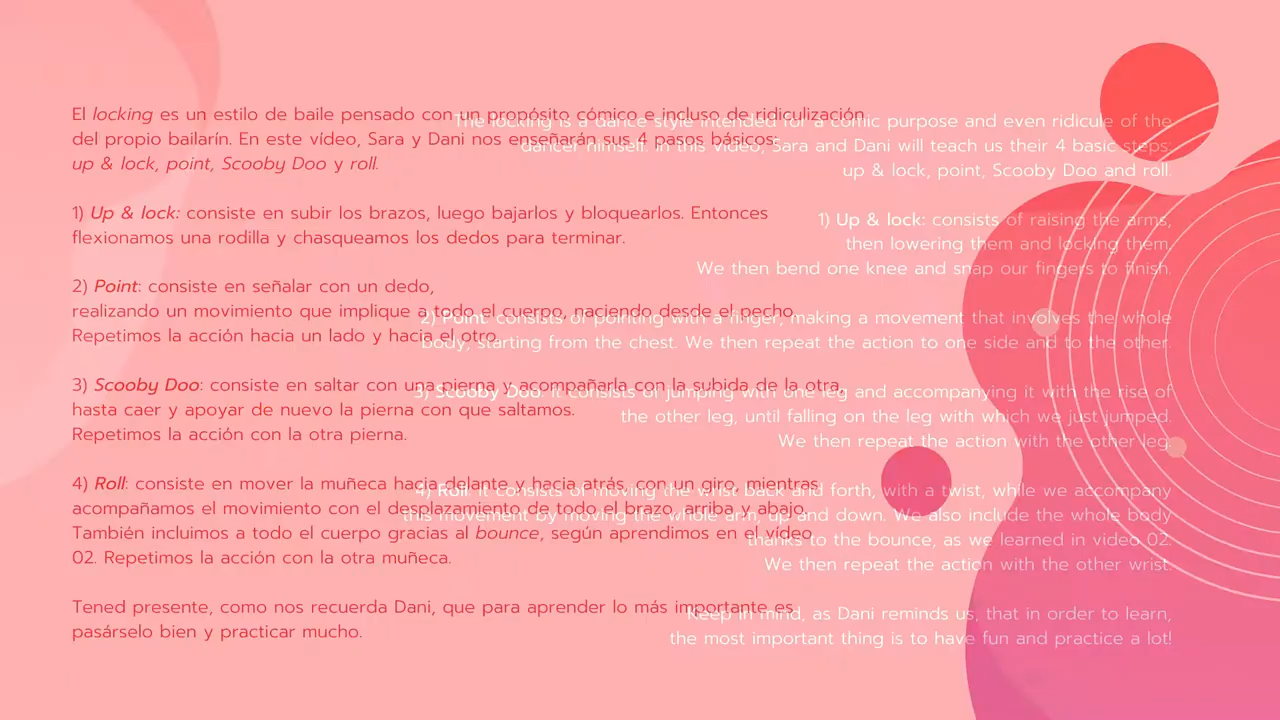 El locking es un estilo de baile pensado con un propósito cómico e incluso de ridiculización
del propio bailarín. En este vídeo, Sara y Dani nos enseñarán sus 4 pasos básicos:
up & lock, point, Scooby Doo y roll.
1) Up & lock: consiste en subir los brazos, luego bajarlos y bloquearlos. Entonces
flexionamos una rodilla y chasqueamos los dedos para terminar.
2) Point: consiste en señalar con un dedo,
realizando un movimiento que implique a todo el cuerpo, naciendo desde el pecho.
Repetimos la acción hacia un lado y hacia el otro.
3) Scooby Doo: consiste en saltar con una pierna y acompañarla con la subida de la otra,
hasta caer y apoyar de nuevo la pierna con que saltamos.
Repetimos la acción con la otra pierna.
4) Roll: consiste en mover la muñeca hacia delante y hacia atrás, con un giro, mientras
acompañamos el movimiento con el desplazamiento de todo el brazo, arriba y abajo.
También incluimos a todo el cuerpo gracias al bounce, según aprendimos en el vídeo
02. Repetimos la acción con la otra muñeca.
Tened presente, como nos recuerda Dani, que para aprender lo más importante es
pasárselo bien y practicar mucho.
The locking is a dance style intended for a comic purpose and even ridicule of the
dancer himself. In this video, Sara and Dani will teach us their 4 basic steps:
up & lock, point, Scooby Doo and roll.
1) Up & lock: consists of raising the arms,
then lowering them and locking them.
We then bend one knee and snap our fingers to finish.
2) Point: consists of pointing with a finger, making a movement that involves the whole
body, starting from the chest. We then repeat the action to one side and to the other.
3) Scooby Doo: it consists of jumping with one leg and accompanying it with the rise of
the other leg, until falling on the leg with which we just jumped.
We then repeat the action with the other leg.
4) Roll: it consists of moving the wrist back and forth, with a twist, while we accompany
this movement by moving the whole arm, up and down. We also include the whole body
thanks to the bounce, as we learned in video 02.
We then repeat the action with the other wrist.
Keep in mind, as Dani reminds us, that in order to learn,
the most important thing is to have fun and practice a lot!